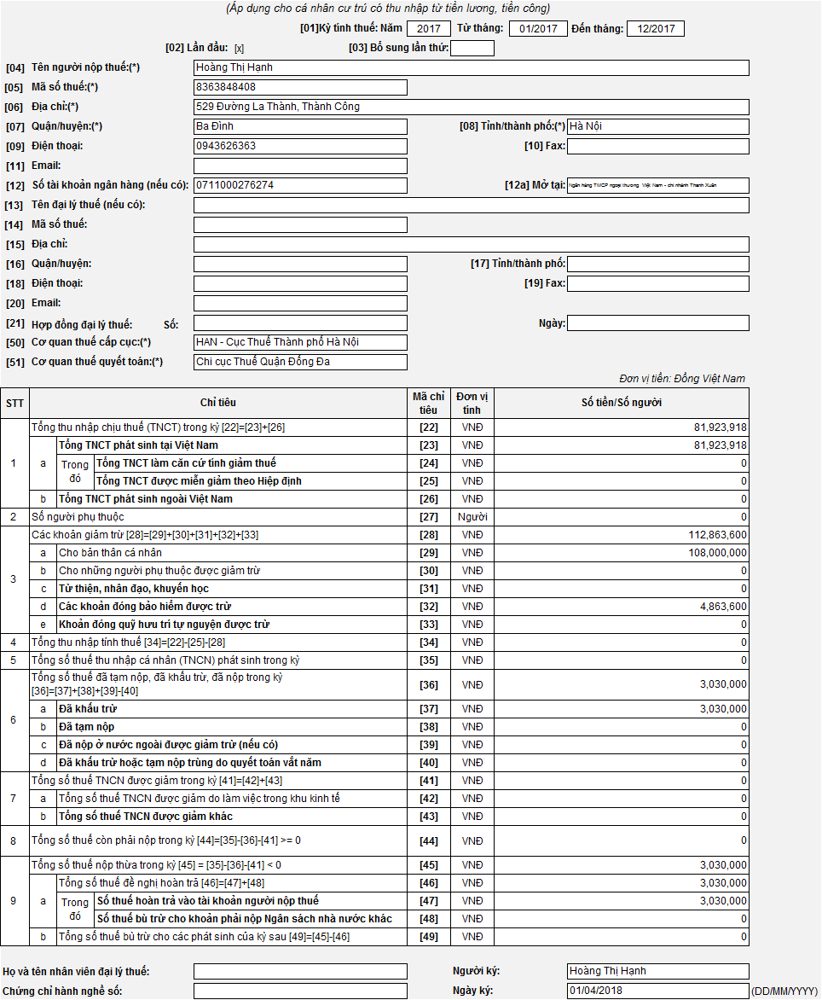 (Áp dụng cho cá nhân cư trú có thu nhập từ tiền lương, tiền công)
[01]Kỳ tính thuế: Năm 2017 Từ tháng: 01/2017 Đến tháng: 12/2017
[02] Lần đầu: [x] [03] Bổ sung lần thứ:
[04] Tên người nộp thuế:(*) Hoàng Thị Hạnh
[05] Mã số thuế:(*) 8363848408
[06] Địa chỉ:(*) 529 Đường La Thành, Thành Công
[07] Quận/huyện:(*) Ba Đình [08] Tỉnh/thành phố:(*) Hà Nội
[09] Điện thoại: 0943626363 [10] Fax:
[11] Email:
[12] Số tài khoản ngân hàng (nếu có): 0711000276274 [12a] Mở tại: Ngân hàng TMCP ngoại thương Việt Nam - chi nhánh Thanh Xuân
[13] Tên đại lý thuế (nếu có):
[14] Mã số thuế:
[15] Địa chỉ:
[16] Quận/huyện: [17] Tỉnh/thành phố:
[18] Điện thoại: [19] Fax:
[20] Email:
[21] Hợp đồng đại lý thuế: Số: Ngày:
[50] Cơ quan thuế cấp cục:(*) HAN - Cục Thuế Thành phố Hà Nội
[51] Cơ quan thuế quyết toán:(*) Chi cục Thuế Quận Đống Đa
Đơn vị tiền: Đồng Việt Nam
STT Chỉ tiêu Mã chỉ tiêu Đơn vị tính Số tiền/Số người
1 Tổng thu nhập chịu thuế (TNCT) trong kỳ [22]=[23]+[26] [22] VNĐ 81,923,918
a Tổng TNCT phát sinh tại Việt Nam [23] VNĐ 81,923,918
Trong đó Tổng TNCT làm căn cứ tính giảm thuế [24] VNĐ 0
Tổng TNCT được miễn giảm theo Hiệp định [25] VNĐ 0
b Tổng TNCT phát sinh ngoài Việt Nam [26] VNĐ 0
2 Số người phụ thuộc [27] Người 0
3 Các khoản giảm trừ [28]=[29]+[30]+[31]+[32]+[33] [28] VNĐ 112,863,600
a Cho bản thân cá nhân [29] VNĐ 108,000,000
b Cho những người phụ thuộc được giảm trừ [30] VNĐ 0
c Từ thiện, nhân đạo, khuyến học [31] VNĐ 0
d Các khoản đóng bảo hiểm được trừ [32] VNĐ 4,863,600
e Khoản đóng quỹ hưu trí tự nguyện được trừ [33] VNĐ 0
4 Tổng thu nhập tính thuế [34]=[22]-[25]-[28] [34] VNĐ 0
5 Tổng số thuế thu nhập cá nhân (TNCN) phát sinh trong kỳ [35] VNĐ 0
6 Tổng số thuế đã tạm nộp, đã khấu trừ, đã nộp trong kỳ
[36]=[37]+[38]+[39]-[40] [36] VNĐ 3,030,000
a Đã khấu trừ [37] VNĐ 3,030,000
b Đã tạm nộp [38] VNĐ 0
c Đã nộp ở nước ngoài được giảm trừ (nếu có) [39] VNĐ 0
d Đã khấu trừ hoặc tạm nộp trùng do quyết toán vắt năm [40] VNĐ 0
7 Tổng số thuế TNCN được giảm trong kỳ [41]=[42]+[43] [41] VNĐ 0
a Tổng số thuế TNCN được giảm do làm việc trong khu kinh tế [42] VNĐ 0
b Tổng số thuế TNCN được giảm khác [43] VNĐ 0
8 Tổng số thuế còn phải nộp trong kỳ [44]=[35]-[36]-[41] >= 0 [44] VNĐ 0
9 Tổng số thuế nộp thừa trong kỳ [45] = [35]-[36]-[41] < 0 [45] VNĐ 3,030,000
a Tổng số thuế đề nghị hoàn trả [46]=[47]+[48] [46] VNĐ 3,030,000
Trong đó Số thuế hoàn trả vào tài khoản người nộp thuế [47] VNĐ 3,030,000
Số thuế bù trừ cho khoản phải nộp Ngân sách nhà nước khác [48] VNĐ 0
b Tổng số thuế bù trừ cho các phát sinh của kỳ sau [49]=[45]-[46] [49] VNĐ 0
Họ và tên nhân viên đại lý thuế: Người ký: Hoàng Thị Hạnh
Chứng chỉ hành nghề số: Ngày ký: 01/04/2018 (DD/MM/YYYY)